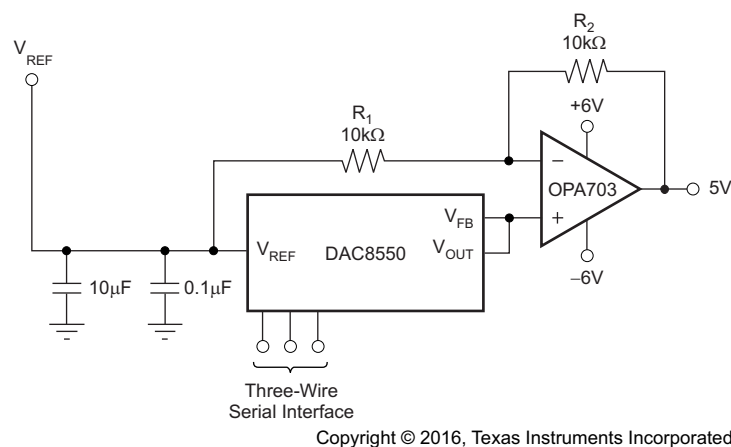 V_REF
R_2
10kΩ
R_1
10kΩ
+6V
−
OPA703
+
5V
−6V
V_REF
DAC8550
V_FB
V_OUT
10µF
0.1µF
Three-Wire
Serial Interface
Copyright © 2016, Texas Instruments Incorporated